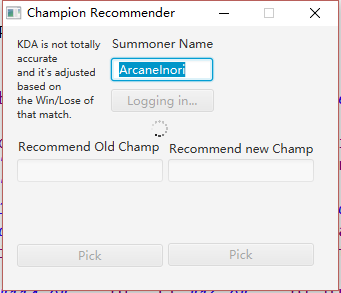 Champion Recommender
KDA is not totally
accurate
and it's adjusted
based on
the Win/Lose of
that match.
Summoner Name
ArcaneInori
Logging in...
Recommend Old Champ
Recommend new Champ
Pick
Pick